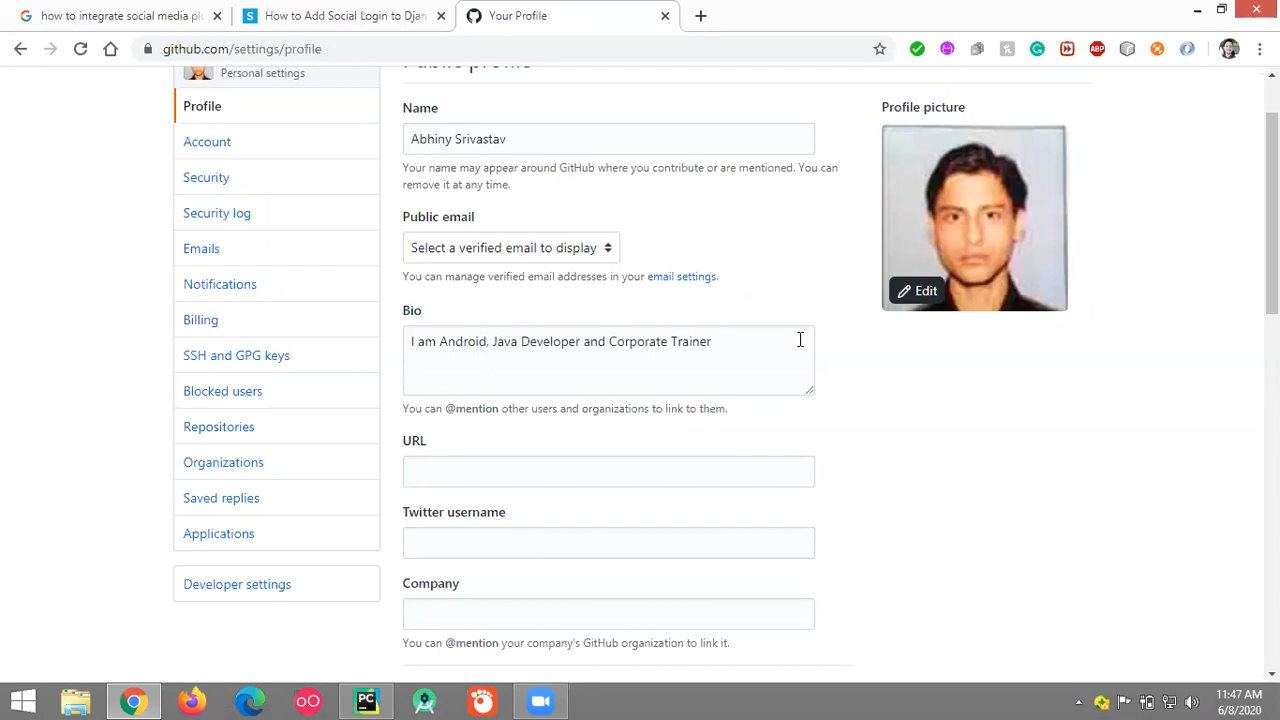 how to integrate social media pl
How to Add Social Login to Djan
Your Profile
github.com/settings/profile
ABP
Personal settings
Public profile
Profile
Account
Security
Security log
Emails
Notifications
Billing
SSH and GPG keys
Blocked users
Repositories
Organizations
Saved replies
Applications
Developer settings
Name
Abhiny Srivastav
Your name may appear around GitHub where you contribute or are mentioned. You can
remove it at any time.
Public email
Select a verified email to display
You can manage verified email addresses in your email settings.
Bio
I am Android, Java Developer and Corporate Trainer
You can @mention other users and organizations to link to them.
URL
Twitter username
Company
You can @mention your company's GitHub organization to link it.
Profile picture
Edit
PC
11:47 AM
6/8/2020